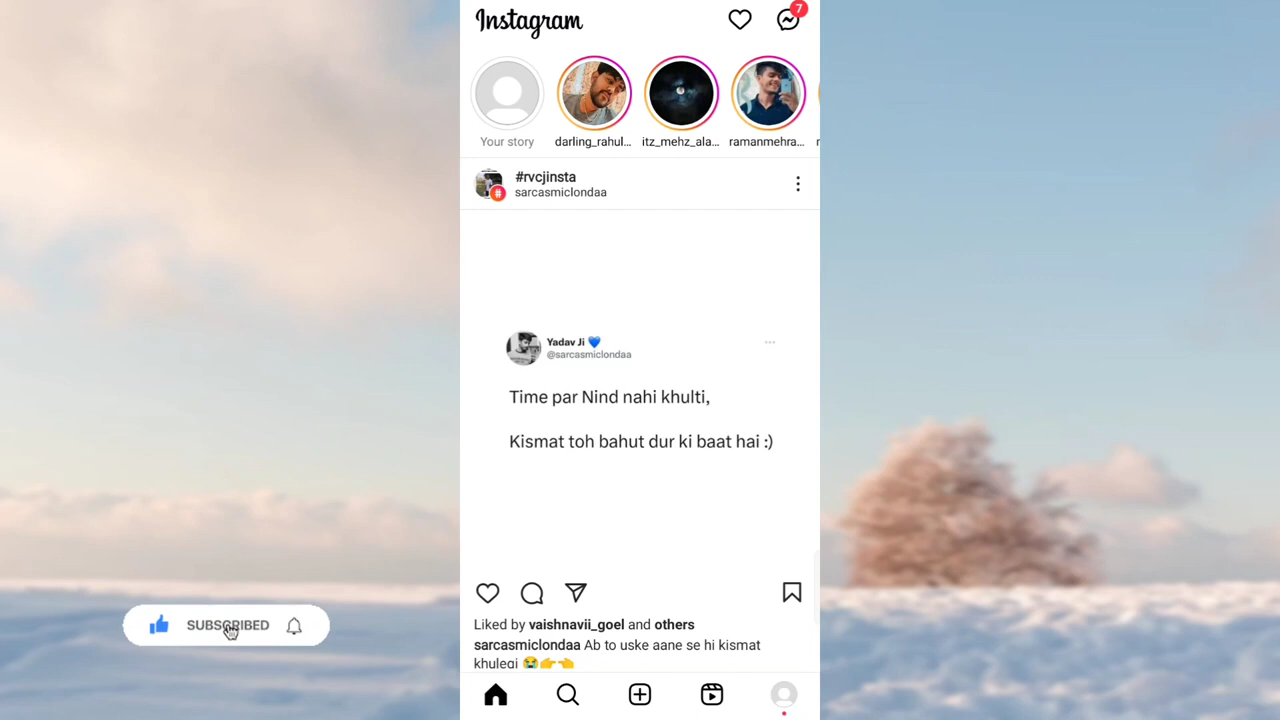 Instagram
7
Your story
darling_rahul...
itz_mehz_ala...
ramanmehra...
#rvcjinsta
sarcasmiclondaa
Yadav Ji 💙
@sarcasmiclondaa
Time par Nind nahi khulti,
Kismat toh bahut dur ki baat hai :)
Liked by vaishnavii_goel and others
sarcasmiclondaa Ab to uske aane se hi kismat
khulegi 😭👉👈
SUBSCRIBED